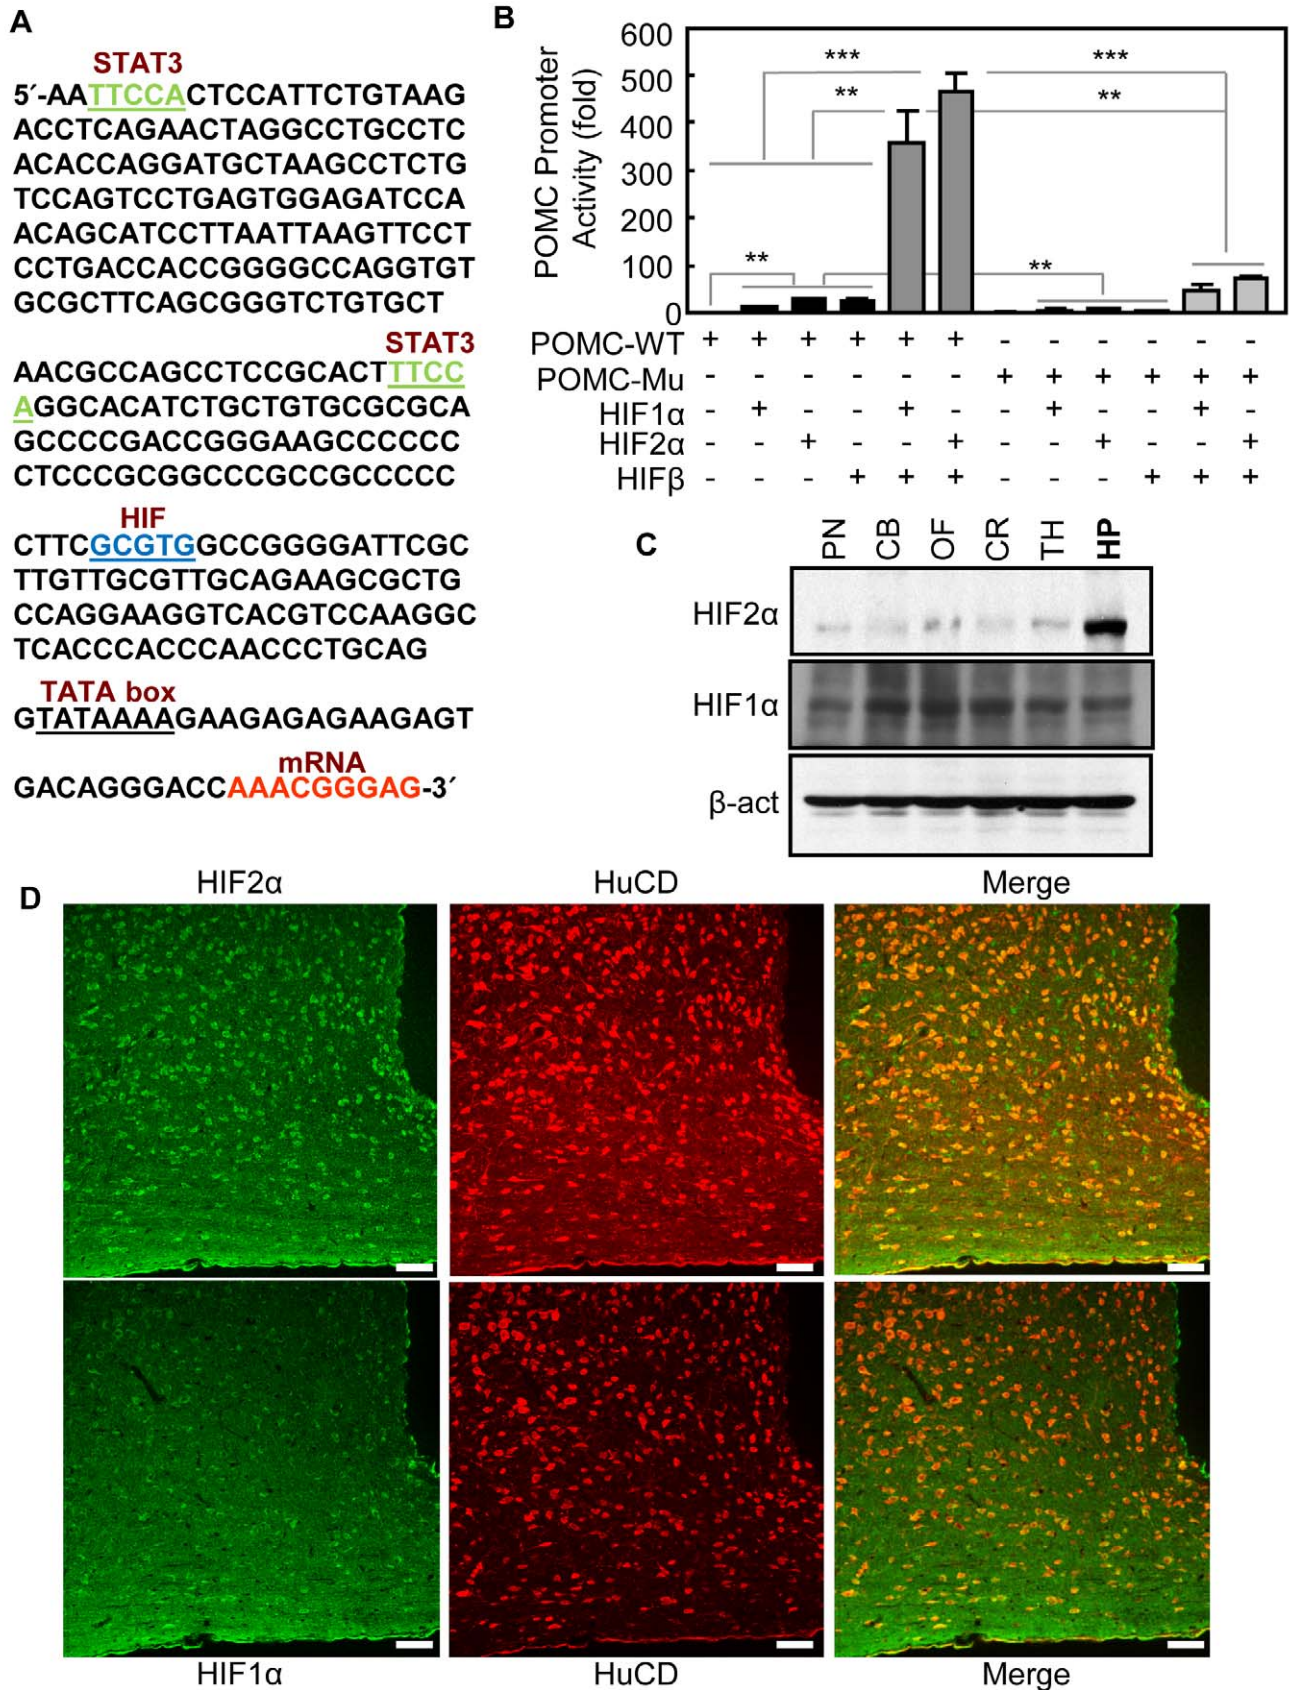 A
STAT3
5′-AATTCCACTCCATTCTGTAAG
ACCTCAGAACTAGGCCTGCCTC
ACACCAGGATGCTAAGCCTCTG
TCCAGTCCTGAGTGGAGATCCA
ACAGCATCCTTAATTAAGTTCCT
CCTGACCACCGGGGCCAGGTGT
GCGCTTCAGCGGGTCTGTGCT
STAT3
AACGCCAGCCTCCGCACTTTCC
AGGCACATCTGCTGTGCGCGCA
GCCCCGACCGGGAAGCCCCCC
CTCCCGCGGCCCGCCGCCCCC
HIF
CTTCGCGTGGCCGGGGATTCGC
TTGTTGCGTTGCAGAAGCGCTG
CCAGGAAGGTCACGTCCAAGGC
TCACCCACCCAACCCTGCAG
TATA box
GTATAAAAGAAGAGAGAAGAGT
mRNA
GACAGGGACCAAACGGGAG-3′
B
POMC Promoter
Activity (fold)
600
500
400
300
200
100
0
*** ***
** **
** **
POMC-WT + + + + + + - - - - - -
POMC-Mu - - - - - - + + + + + +
HIF1α - + - - + - - + - - + -
HIF2α - - + - - + - - + - - +
HIFβ - - - + + + - - - + + +
C
PN CB OF CR TH HP
HIF2α
HIF1α
β-act
D
HIF2α HuCD Merge
HIF1α HuCD Merge